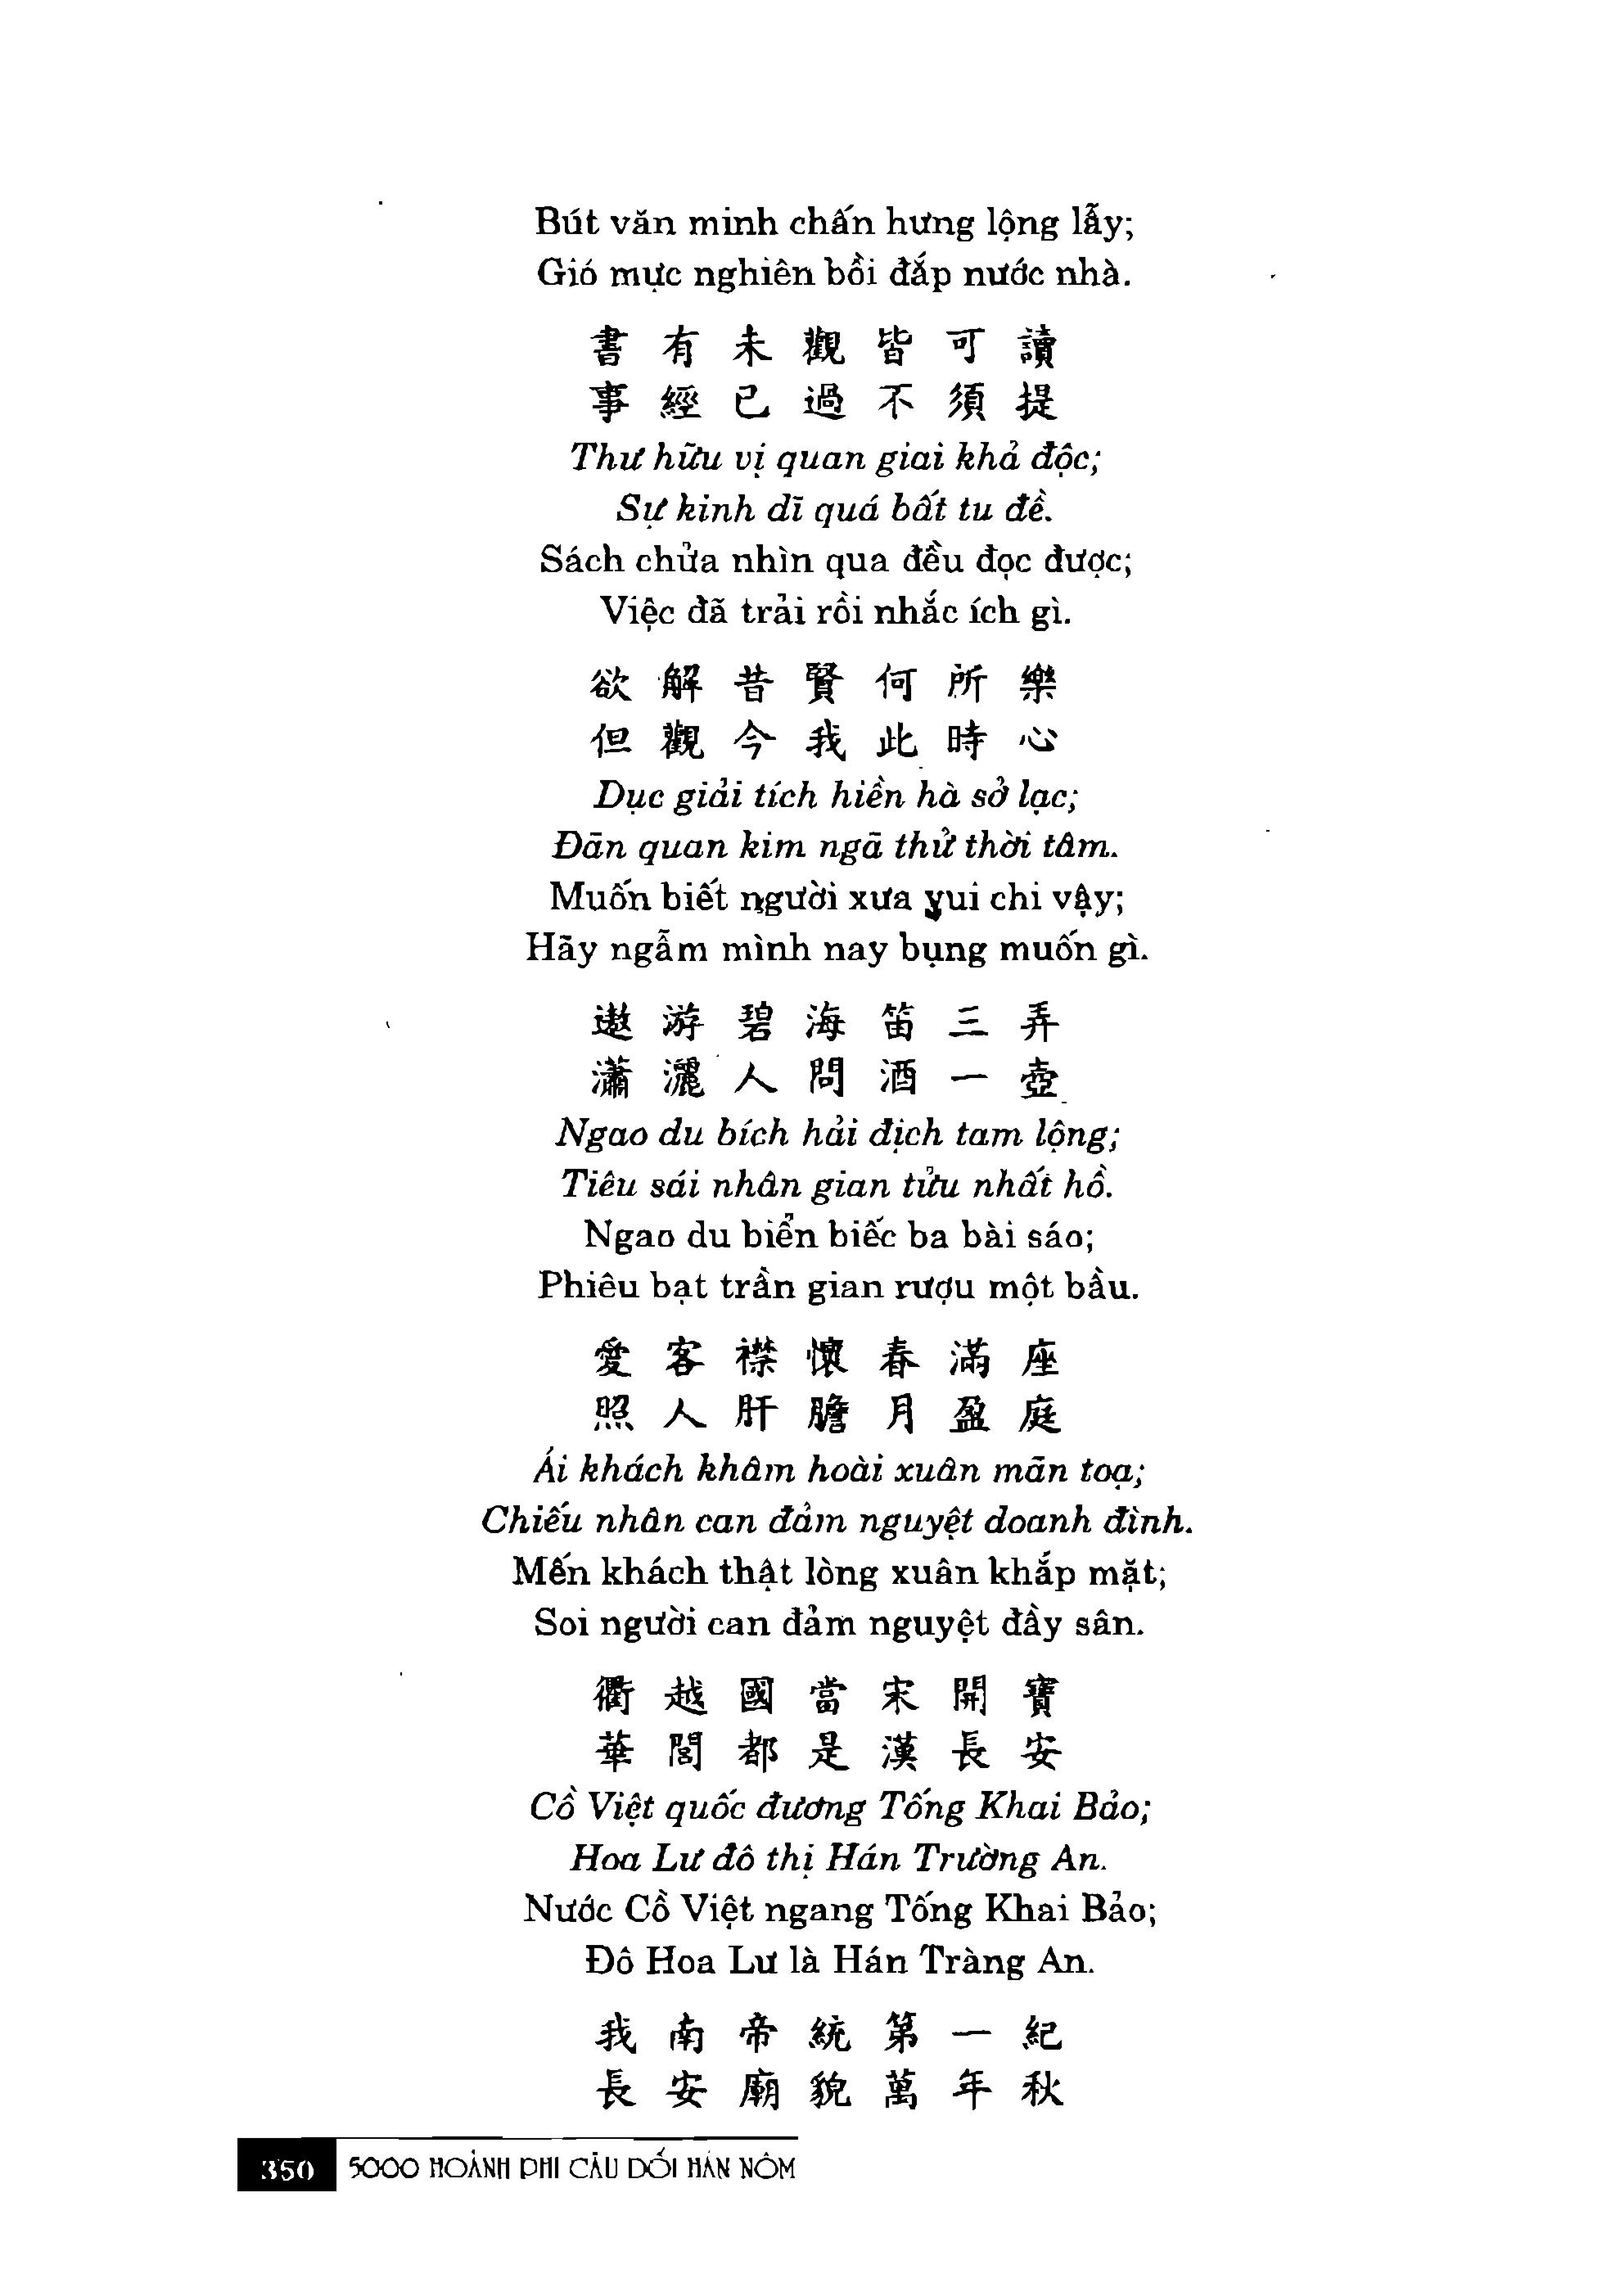 Bút văn minh chấn hưng lộng lẫy;
Gió mực nghiên bồi đắp nước nhà.
書有未觀皆可讀
事經已過不須提
Thư hữu vị quan giai khả độc;
Sự kinh dĩ quá bất tu đề.
Sách chửa nhìn qua đều đọc được;
Việc đã trải rồi nhắc ích gì.
欲解昔賢何所樂
但觀今我此時心
Dục giải tích hiền hà sở lạc;
Đãn quan kim ngã thử thời tâm.
Muốn biết người xưa vui chi vậy;
Hãy ngẫm mình nay bụng muốn gì.
遨游碧海笛三弄
瀟灑人問酒一壺
Ngao du bích hải địch tam lộng;
Tiêu sái nhân gian tửu nhất hồ.
Ngao du biển biếc ba bài sáo;
Phiêu bạt trần gian rượu một bầu.
愛客襟懷春滿座
照人肝膽月盈庭
Ái khách khâm hoài xuân mãn toạ;
Chiếu nhân can đảm nguyệt doanh đình.
Mến khách thật lòng xuân khắp mặt;
Soi người can đảm nguyệt đầy sân.
衢越國當宋開寶
華閭都是漢長安
Cồ Việt quốc đương Tống Khai Bảo;
Hoa Lư đô thị Hán Trường An.
Nước Cồ Việt ngang Tống Khai Bảo;
Đô Hoa Lư là Hán Tràng An.
我南帝統第一紀
長安廟貌萬年秋
350 5000 HOÀNH PHI CÂU ĐỐI HÁN NÔM